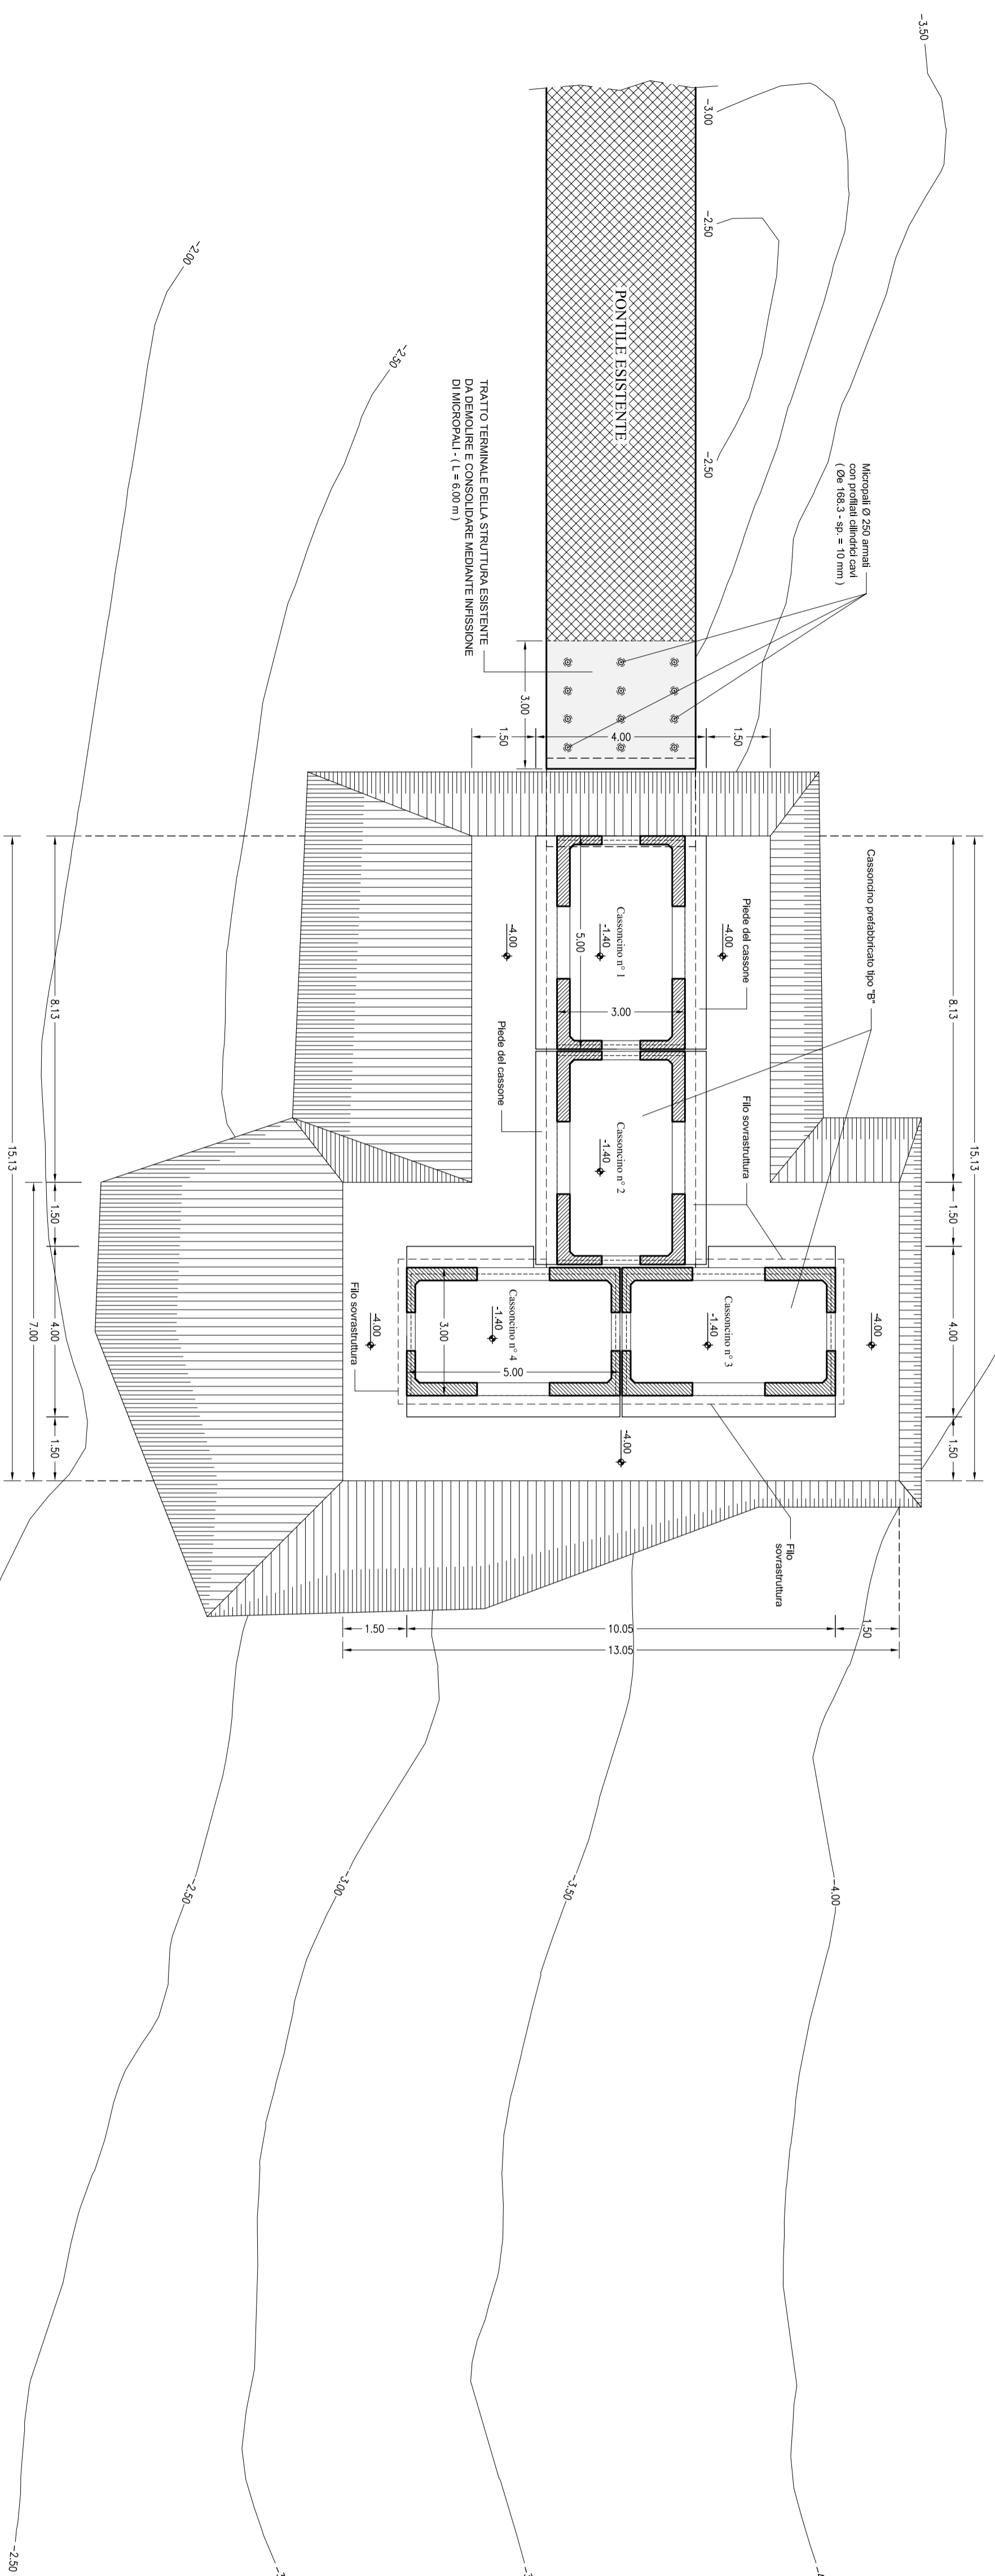 -3.50
-3.00
-2.50
-2.50
-2.00
-2.50
PONTILE ESISTENTE
Micropali Ø 250 armati
con profilati cilindrici cavi
( Øe 168.3 - sp. = 10 mm )
TRATTO TERMINALE DELLA STRUTTURA ESISTENTE
DA DEMOLIRE E CONSOLIDARE MEDIANTE INFISSIONE
DI MICROPALI - ( L = 6.00 m )
3.00
1.50
4.00
1.50
15.13
8.13
1.50
4.00
1.50
Cassoncino prefabbricato tipo "B"
Piede del cassone
-4.00
Cassoncino n° 1
-1.40
5.00
3.00
-4.00
Piede del cassone
Filo sovrastruttura
Cassoncino n° 2
-1.40
Cassoncino n° 3
-1.40
-4.00
Cassoncino n° 4
-1.40
3.00
5.00
-4.00
Filo sovrastruttura
-4.00
Filo
sovrastruttura
8.13
1.50
4.00
1.50
7.00
15.13
1.50
10.05
1.50
13.05
-4.00
-3.50
-3.00
-2.50
-2.50